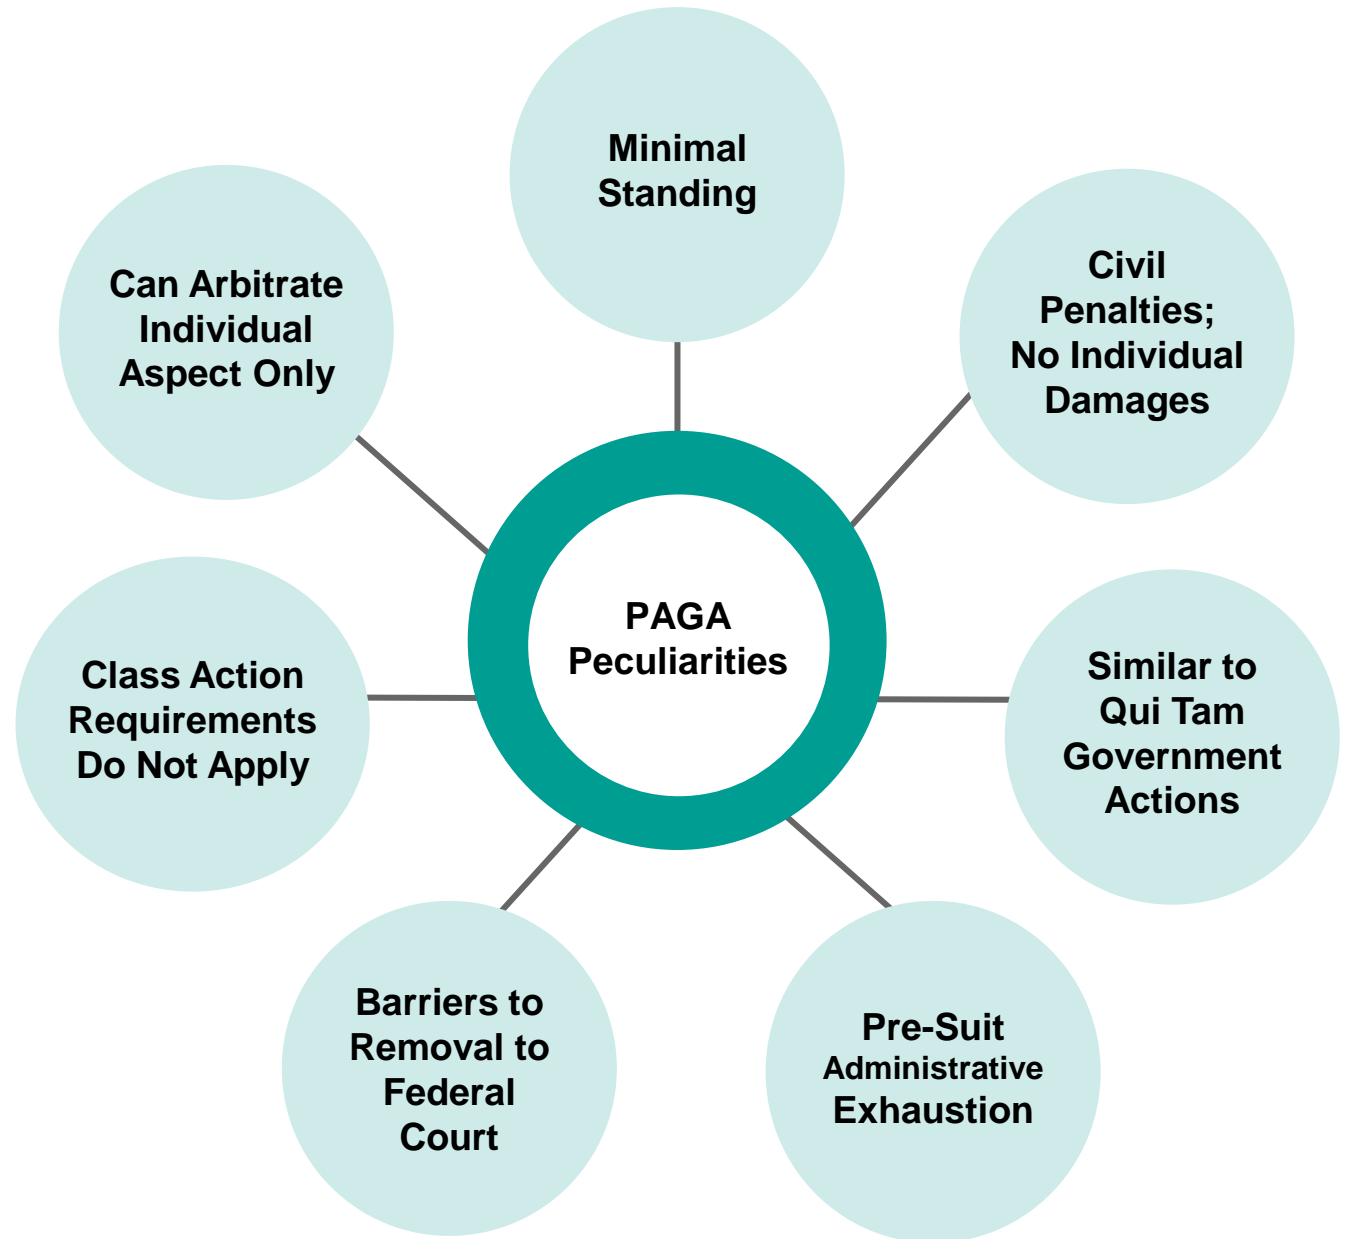 Minimal
Standing
Civil
Penalties;
No Individual
Damages
Similar to
Qui Tam
Government
Actions
Pre-Suit
Administrative
Exhaustion
Barriers to
Removal to
Federal
Court
Class Action
Requirements
Do Not Apply
Can Arbitrate
Individual
Aspect Only
PAGA
Peculiarities